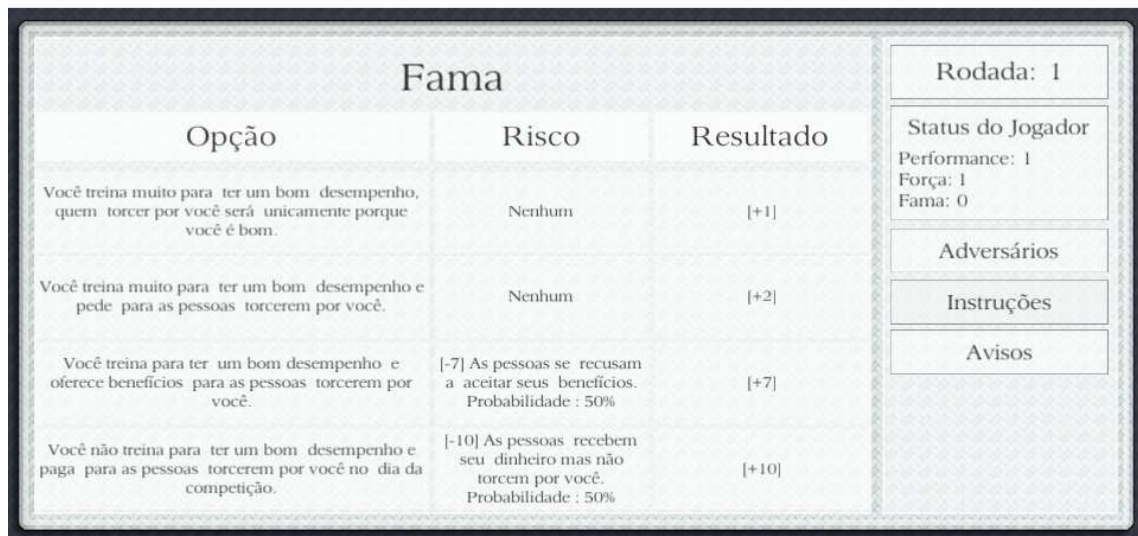 Fama
Opção Risco Resultado
Você treina muito para ter um bom desempenho,
quem torcer por você será unicamente porque
você é bom.
Nenhum
[+1]
Você treina muito para ter um bom desempenho e
pede para as pessoas torcerem por você.
Nenhum
[+2]
Você treina para ter um bom desempenho e
oferece benefícios para as pessoas torcerem por
você.
[-7] As pessoas se recusam
a aceitar seus benefícios.
Probabilidade : 50%
[+7]
Você não treina para ter um bom desempenho e
paga para as pessoas torcerem por você no dia da
competição.
[-10] As pessoas recebem
seu dinheiro mas não
torcem por você.
Probabilidade : 50%
[+10]
Rodada: 1
Status do Jogador
Performance: 1
Força: 1
Fama: 0
Adversários
Instruções
Avisos